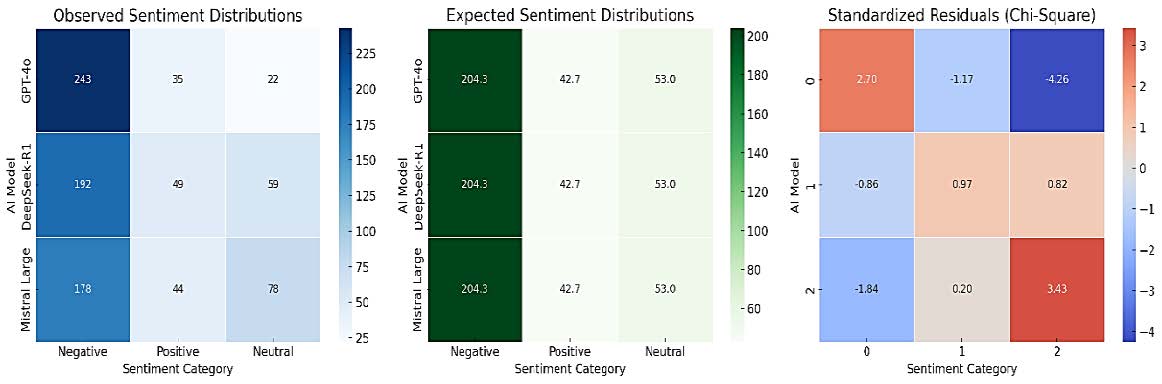 Observed Sentiment Distributions
AI Model
GPT-4o
DeepSeek-R1
Mistral Large
243 35 22
192 49 59
178 44 78
Negative Positive Neutral
Sentiment Category
225
200
175
150
125
100
75
50
25
Expected Sentiment Distributions
AI Model
GPT-4o
DeepSeek-R1
Mistral Large
204.3 42.7 53.0
204.3 42.7 53.0
204.3 42.7 53.0
Negative Positive Neutral
Sentiment Category
200
180
160
140
120
100
80
60
Standardized Residuals (Chi-Square)
AI Model
0
1
2
2.70 -1.17 -4.26
-0.86 0.97 0.82
-1.84 0.20 3.43
0 1 2
Sentiment Category
3
2
1
0
−1
−2
−3
−4